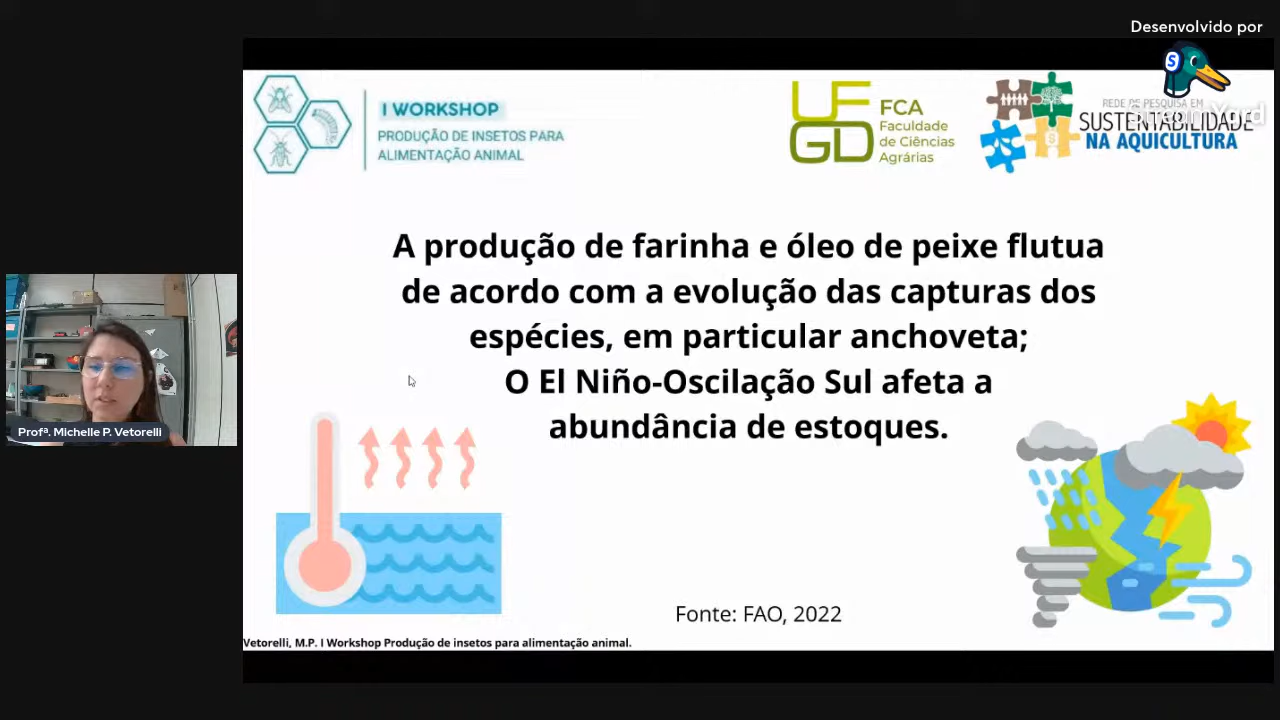 Desenvolvido por
StreamYard
I WORKSHOP
PRODUÇÃO DE INSETOS PARA
ALIMENTAÇÃO ANIMAL
UF
GD
FCA
Faculdade
de Ciências
Agrárias
REDE DE PESQUISA EM
SUSTENTABILIDADE
NA AQUICULTURA
A produção de farinha e óleo de peixe flutua
de acordo com a evolução das capturas dos
espécies, em particular anchoveta;
O El Niño-Oscilação Sul afeta a
abundância de estoques.
Profª. Michelle P. Vetorelli
Fonte: FAO, 2022
Vetorelli, M.P. I Workshop Produção de insetos para alimentação animal.